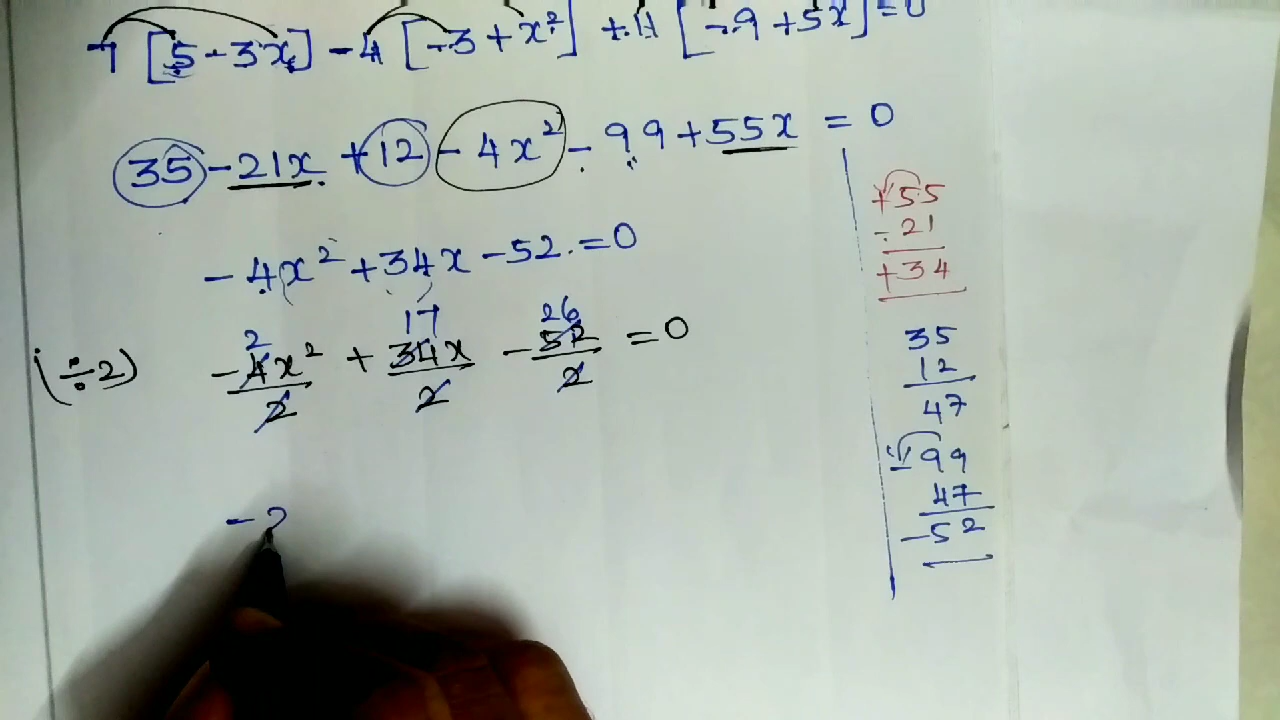 7 [5 - 3x] - 4 [-3 + x²] + 11 [-9 + 5x] = 0
35 - 21x + 12 - 4x² - 99 + 55x = 0
-4x² + 34x - 52 = 0
2 17 26
(÷2) -4x²/2 + 34x/2 - 52/2 = 0
-2
+55
-21
+34
35
12
47
-99
47
-52